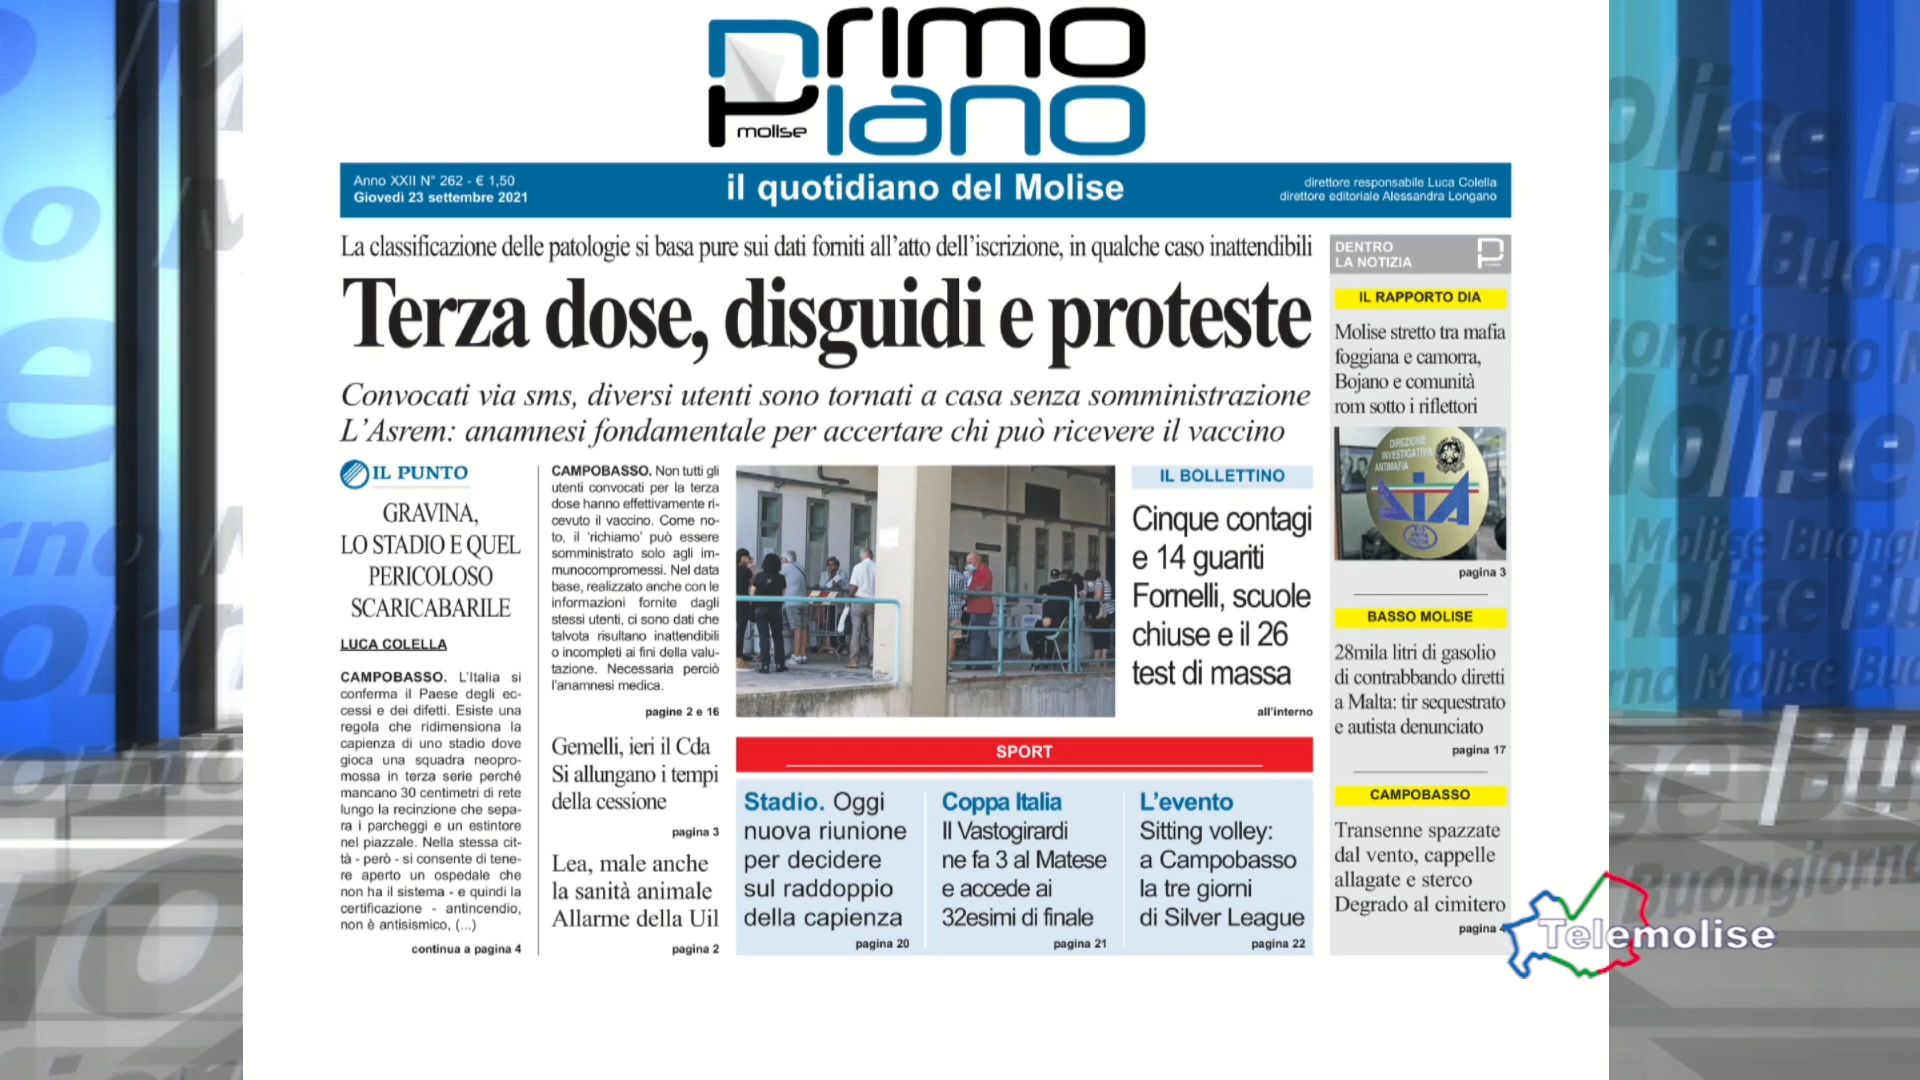 PRIMO
PIANO
molise
Anno XXII N° 262 - € 1,50
Giovedì 23 settembre 2021
il quotidiano del Molise
direttore responsabile Luca Colella
direttore editoriale Alessandra Longano
La classificazione delle patologie si basa pure sui dati forniti all'atto dell'iscrizione, in qualche caso inattendibili
Terza dose, disguidi e proteste
Convocati via sms, diversi utenti sono tornati a casa senza somministrazione
L'Asrem: anamnesi fondamentale per accertare chi può ricevere il vaccino
IL PUNTO
GRAVINA,
LO STADIO E QUEL
PERICOLOSO
SCARICABARILE
LUCA COLELLA
CAMPOBASSO. L'Italia si
conferma il Paese degli ec-
cessi e dei difetti. Esiste una
regola che ridimensiona la
capienza di uno stadio dove
gioca una squadra neopro-
mossa in terza serie perché
mancano 30 centimetri di rete
lungo la recinzione che sepa-
ra i parcheggi e un estintore
nel piazzale. Nella stessa cit-
tà - però - si consente di tene-
re aperto un ospedale che
non ha il sistema - e quindi la
certificazione - antincendio,
non è antisismico, (...)
continua a pagina 4
CAMPOBASSO. Non tutti gli
utenti convocati per la terza
dose hanno effettivamente ri-
cevuto il vaccino. Come no-
to, il 'richiamo' può essere
somministrato solo agli im-
munocompromessi. Nel data
base, realizzato anche con le
informazioni fornite dagli
stessi utenti, ci sono dati che
talvota risultano inattendibili
o incompleti ai fini della valu-
tazione. Necessaria perciò
l'anamnesi medica.
pagine 2 e 16
Gemelli, ieri il Cda
Si allungano i tempi
della cessione
pagina 3
Lea, male anche
la sanità animale
Allarme della Uil
pagina 2
IL BOLLETTINO
Cinque contagi
e 14 guariti
Fornelli, scuole
chiuse e il 26
test di massa
all'interno
SPORT
Stadio. Oggi
nuova riunione
per decidere
sul raddoppio
della capienza
pagina 20
Coppa Italia
Il Vastogirardi
ne fa 3 al Matese
e accede ai
32esimi di finale
pagina 21
L'evento
Sitting volley:
a Campobasso
la tre giorni
di Silver League
pagina 22
DENTRO
LA NOTIZIA
IL RAPPORTO DIA
Molise stretto tra mafia
foggiana e camorra,
Bojano e comunità
rom sotto i riflettori
DIREZIONE
INVESTIGATIVA
ANTIMAFIA
DIA
pagina 3
BASSO MOLISE
28mila litri di gasolio
di contrabbando diretti
a Malta: tir sequestrato
e autista denunciato
pagina 17
CAMPOBASSO
Transenne spazzate
dal vento, cappelle
allagate e sterco
Degrado al cimitero
pagina 4
Telemolise